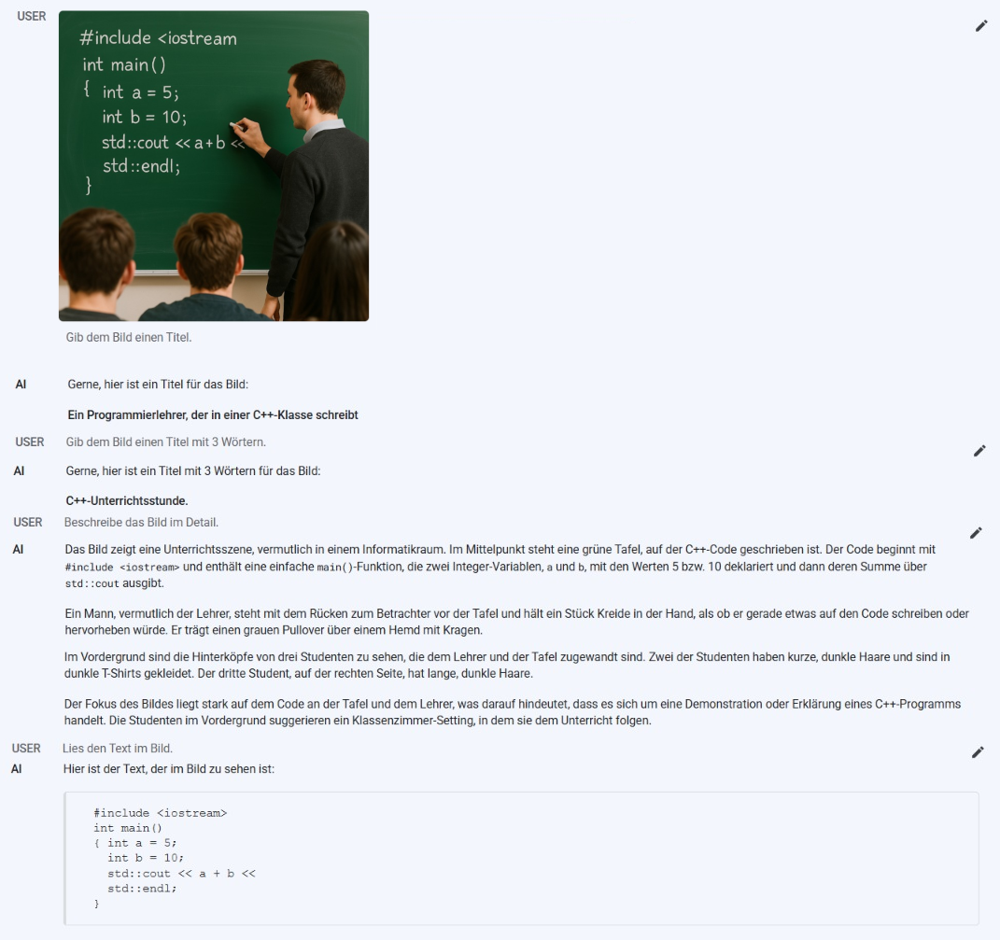 USER
#include <iostream
int main()
{ int a = 5;
int b = 10;
std::cout << a+b <<
std::endl;
}
Gib dem Bild einen Titel.
AI Gerne, hier ist ein Titel für das Bild:
Ein Programmierlehrer, der in einer C++-Klasse schreibt
USER Gib dem Bild einen Titel mit 3 Wörtern.
AI Gerne, hier ist ein Titel mit 3 Wörtern für das Bild:
C++-Unterrichtsstunde.
USER Beschreibe das Bild im Detail.
AI Das Bild zeigt eine Unterrichtsszene, vermutlich in einem Informatikraum. Im Mittelpunkt steht eine grüne Tafel, auf der C++-Code geschrieben ist. Der Code beginnt mit
#include <iostream> und enthält eine einfache main()-Funktion, die zwei Integer-Variablen, a und b, mit den Werten 5 bzw. 10 deklariert und dann deren Summe über
std::cout ausgibt.
Ein Mann, vermutlich der Lehrer, steht mit dem Rücken zum Betrachter vor der Tafel und hält ein Stück Kreide in der Hand, als ob er gerade etwas auf den Code schreiben oder
hervorheben würde. Er trägt einen grauen Pullover über einem Hemd mit Kragen.
Im Vordergrund sind die Hinterköpfe von drei Studenten zu sehen, die dem Lehrer und der Tafel zugewandt sind. Zwei der Studenten haben kurze, dunkle Haare und sind in
dunkle T-Shirts gekleidet. Der dritte Student, auf der rechten Seite, hat lange, dunkle Haare.
Der Fokus des Bildes liegt stark auf dem Code an der Tafel und dem Lehrer, was darauf hindeutet, dass es sich um eine Demonstration oder Erklärung eines C++-Programms
handelt. Die Studenten im Vordergrund suggerieren ein Klassenzimmer-Setting, in dem sie dem Unterricht folgen.
USER Lies den Text im Bild.
AI Hier ist der Text, der im Bild zu sehen ist:
#include <iostream>
int main()
{ int a = 5;
int b = 10;
std::cout << a + b <<
std::endl;
}